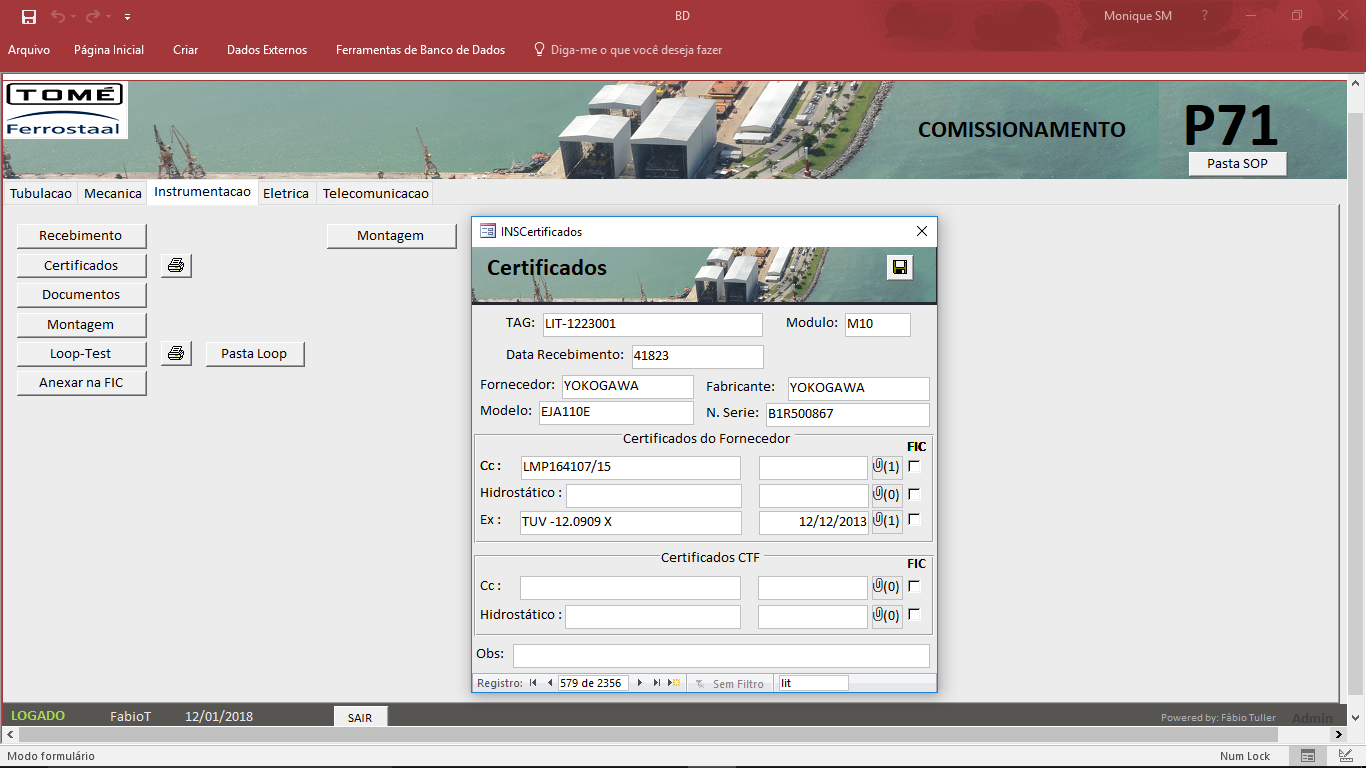 BD
Monique SM
?
Arquivo Página Inicial Criar Dados Externos Ferramentas de Banco de Dados Diga-me o que você deseja fazer
TOMÉ
Ferrostaal
COMISSIONAMENTO
P71
Pasta SOP
Tubulacao Mecanica Instrumentacao Eletrica Telecomunicacao
Recebimento
Montagem
Certificados
Documentos
Montagem
Loop-Test
Pasta Loop
Anexar na FIC
INSCertificados
Certificados
TAG: LIT-1223001 Modulo: M10
Data Recebimento: 41823
Fornecedor: YOKOGAWA Fabricante: YOKOGAWA
Modelo: EJA110E N. Serie: B1R500867
Certificados do Fornecedor
FIC
Cc : LMP164107/15 (1)
Hidrostático : (0)
Ex : TUV -12.0909 X 12/12/2013 (1)
Certificados CTF
FIC
Cc : (0)
Hidrostático : (0)
Obs:
Registro: 579 de 2356 Sem Filtro lit
LOGADO FabioT 12/01/2018 SAIR Powered by: Fábio Tuller Admin
Modo formulário Num Lock